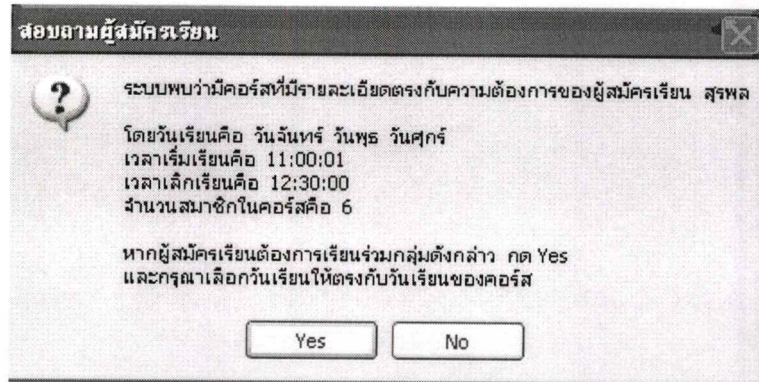 สอบถามผู้สมัครเรียน
ระบบพบว่ามีคอร์สที่มีรายละเอียดตรงกับความต้องการของผู้สมัครเรียน สุรพล
โดยวันเรียนคือ วันจันทร์ วันพุธ วันศุกร์
เวลาเริ่มเรียนคือ 11:00:01
เวลาเลิกเรียนคือ 12:30:00
จำนวนสมาชิกในคอร์สคือ 6
หากผู้สมัครเรียนต้องการเรียนร่วมกลุ่มดังกล่าว กด Yes
และกรุณาเลือกวันเรียนให้ตรงกับวันเรียนของคอร์ส
Yes
No